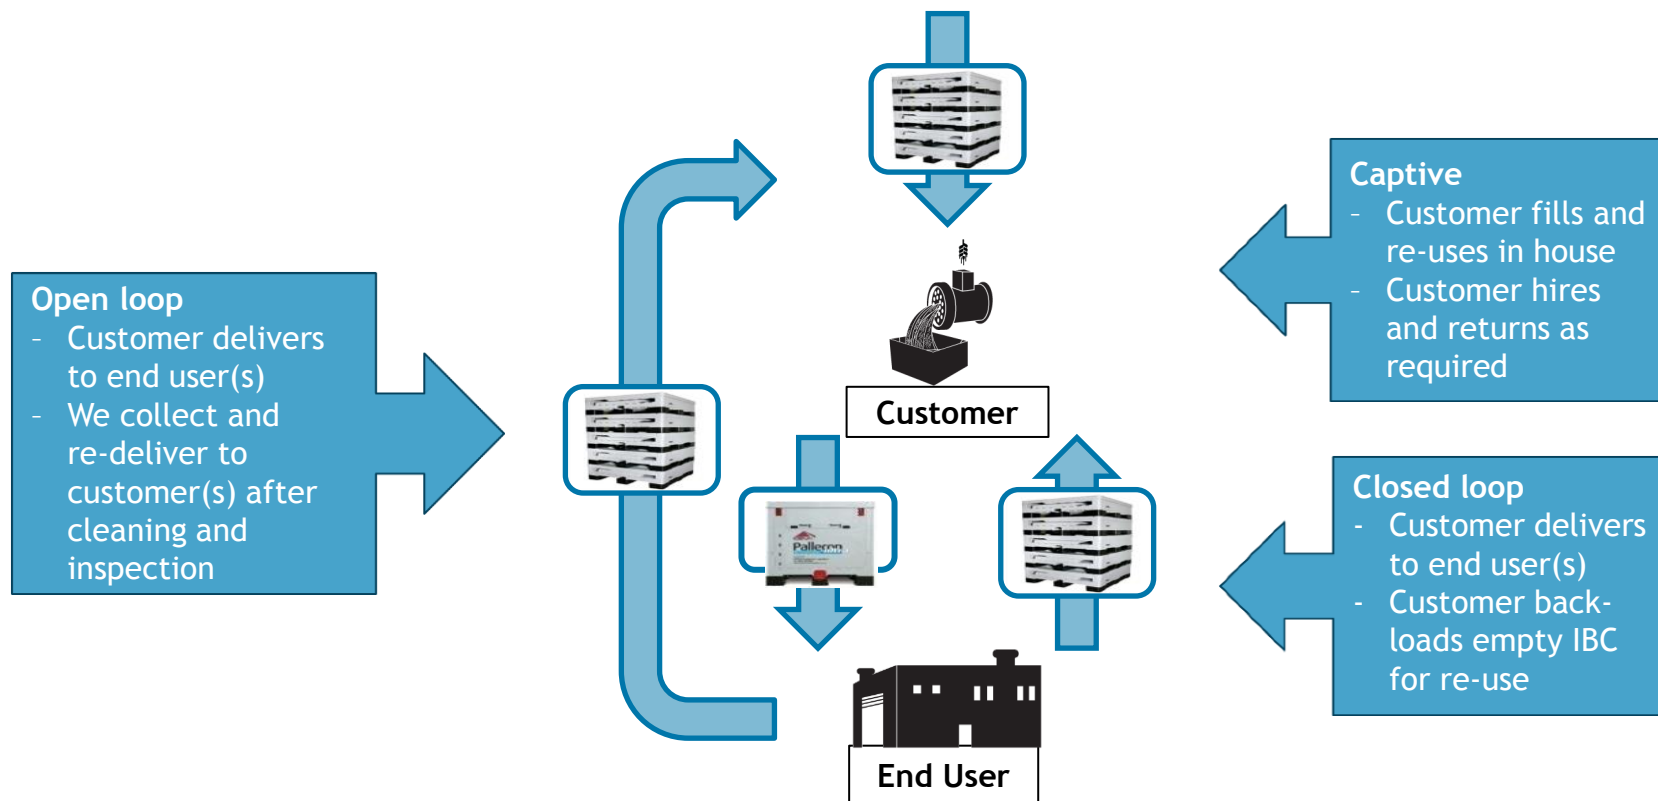 Open loop
- Customer delivers
to end user(s)
- We collect and
re-deliver to
customer(s) after
cleaning and
inspection
Captive
- Customer fills and
re-uses in house
- Customer hires
and returns as
required
Customer
Pallecon
Closed loop
- Customer delivers
to end user(s)
- Customer back-
loads empty IBC
for re-use
End User